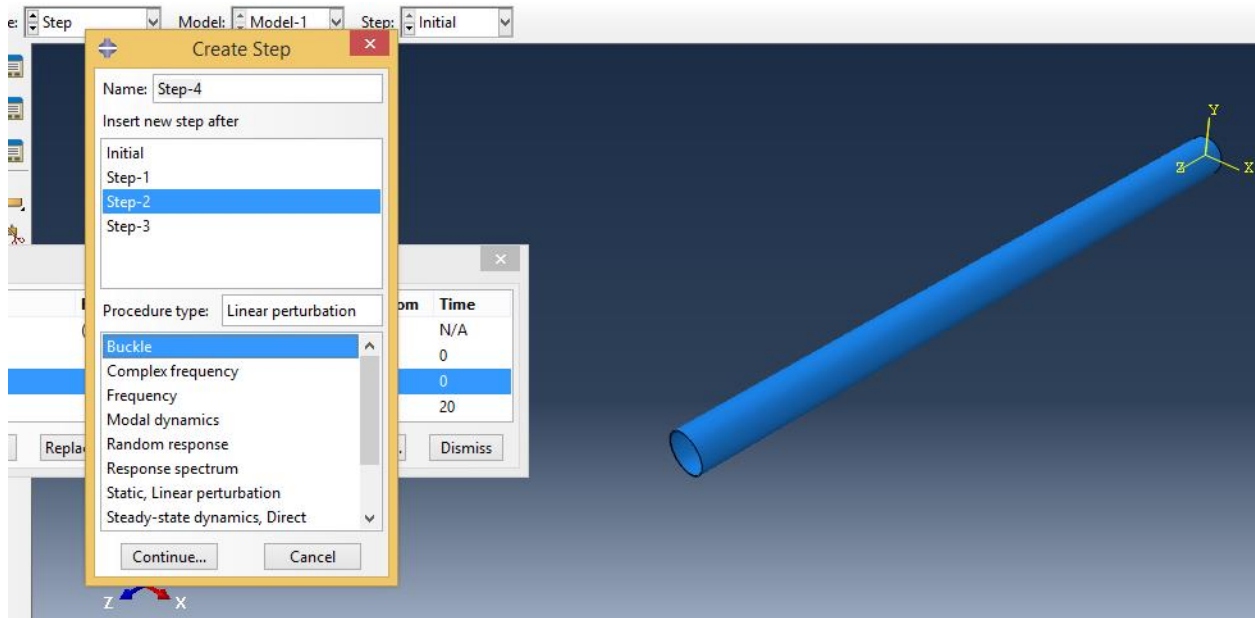 e: Step Model: Model-1 Step: Initial
Create Step
Name: Step-4
Insert new step after
Initial
Step-1
Step-2
Step-3
Procedure type: Linear perturbation
Buckle
Complex frequency
Frequency
Modal dynamics
Random response
Response spectrum
Static, Linear perturbation
Steady-state dynamics, Direct
Continue... Cancel
om Time
N/A
0
0
20
Repla Dismiss
Y
Z X
Z X